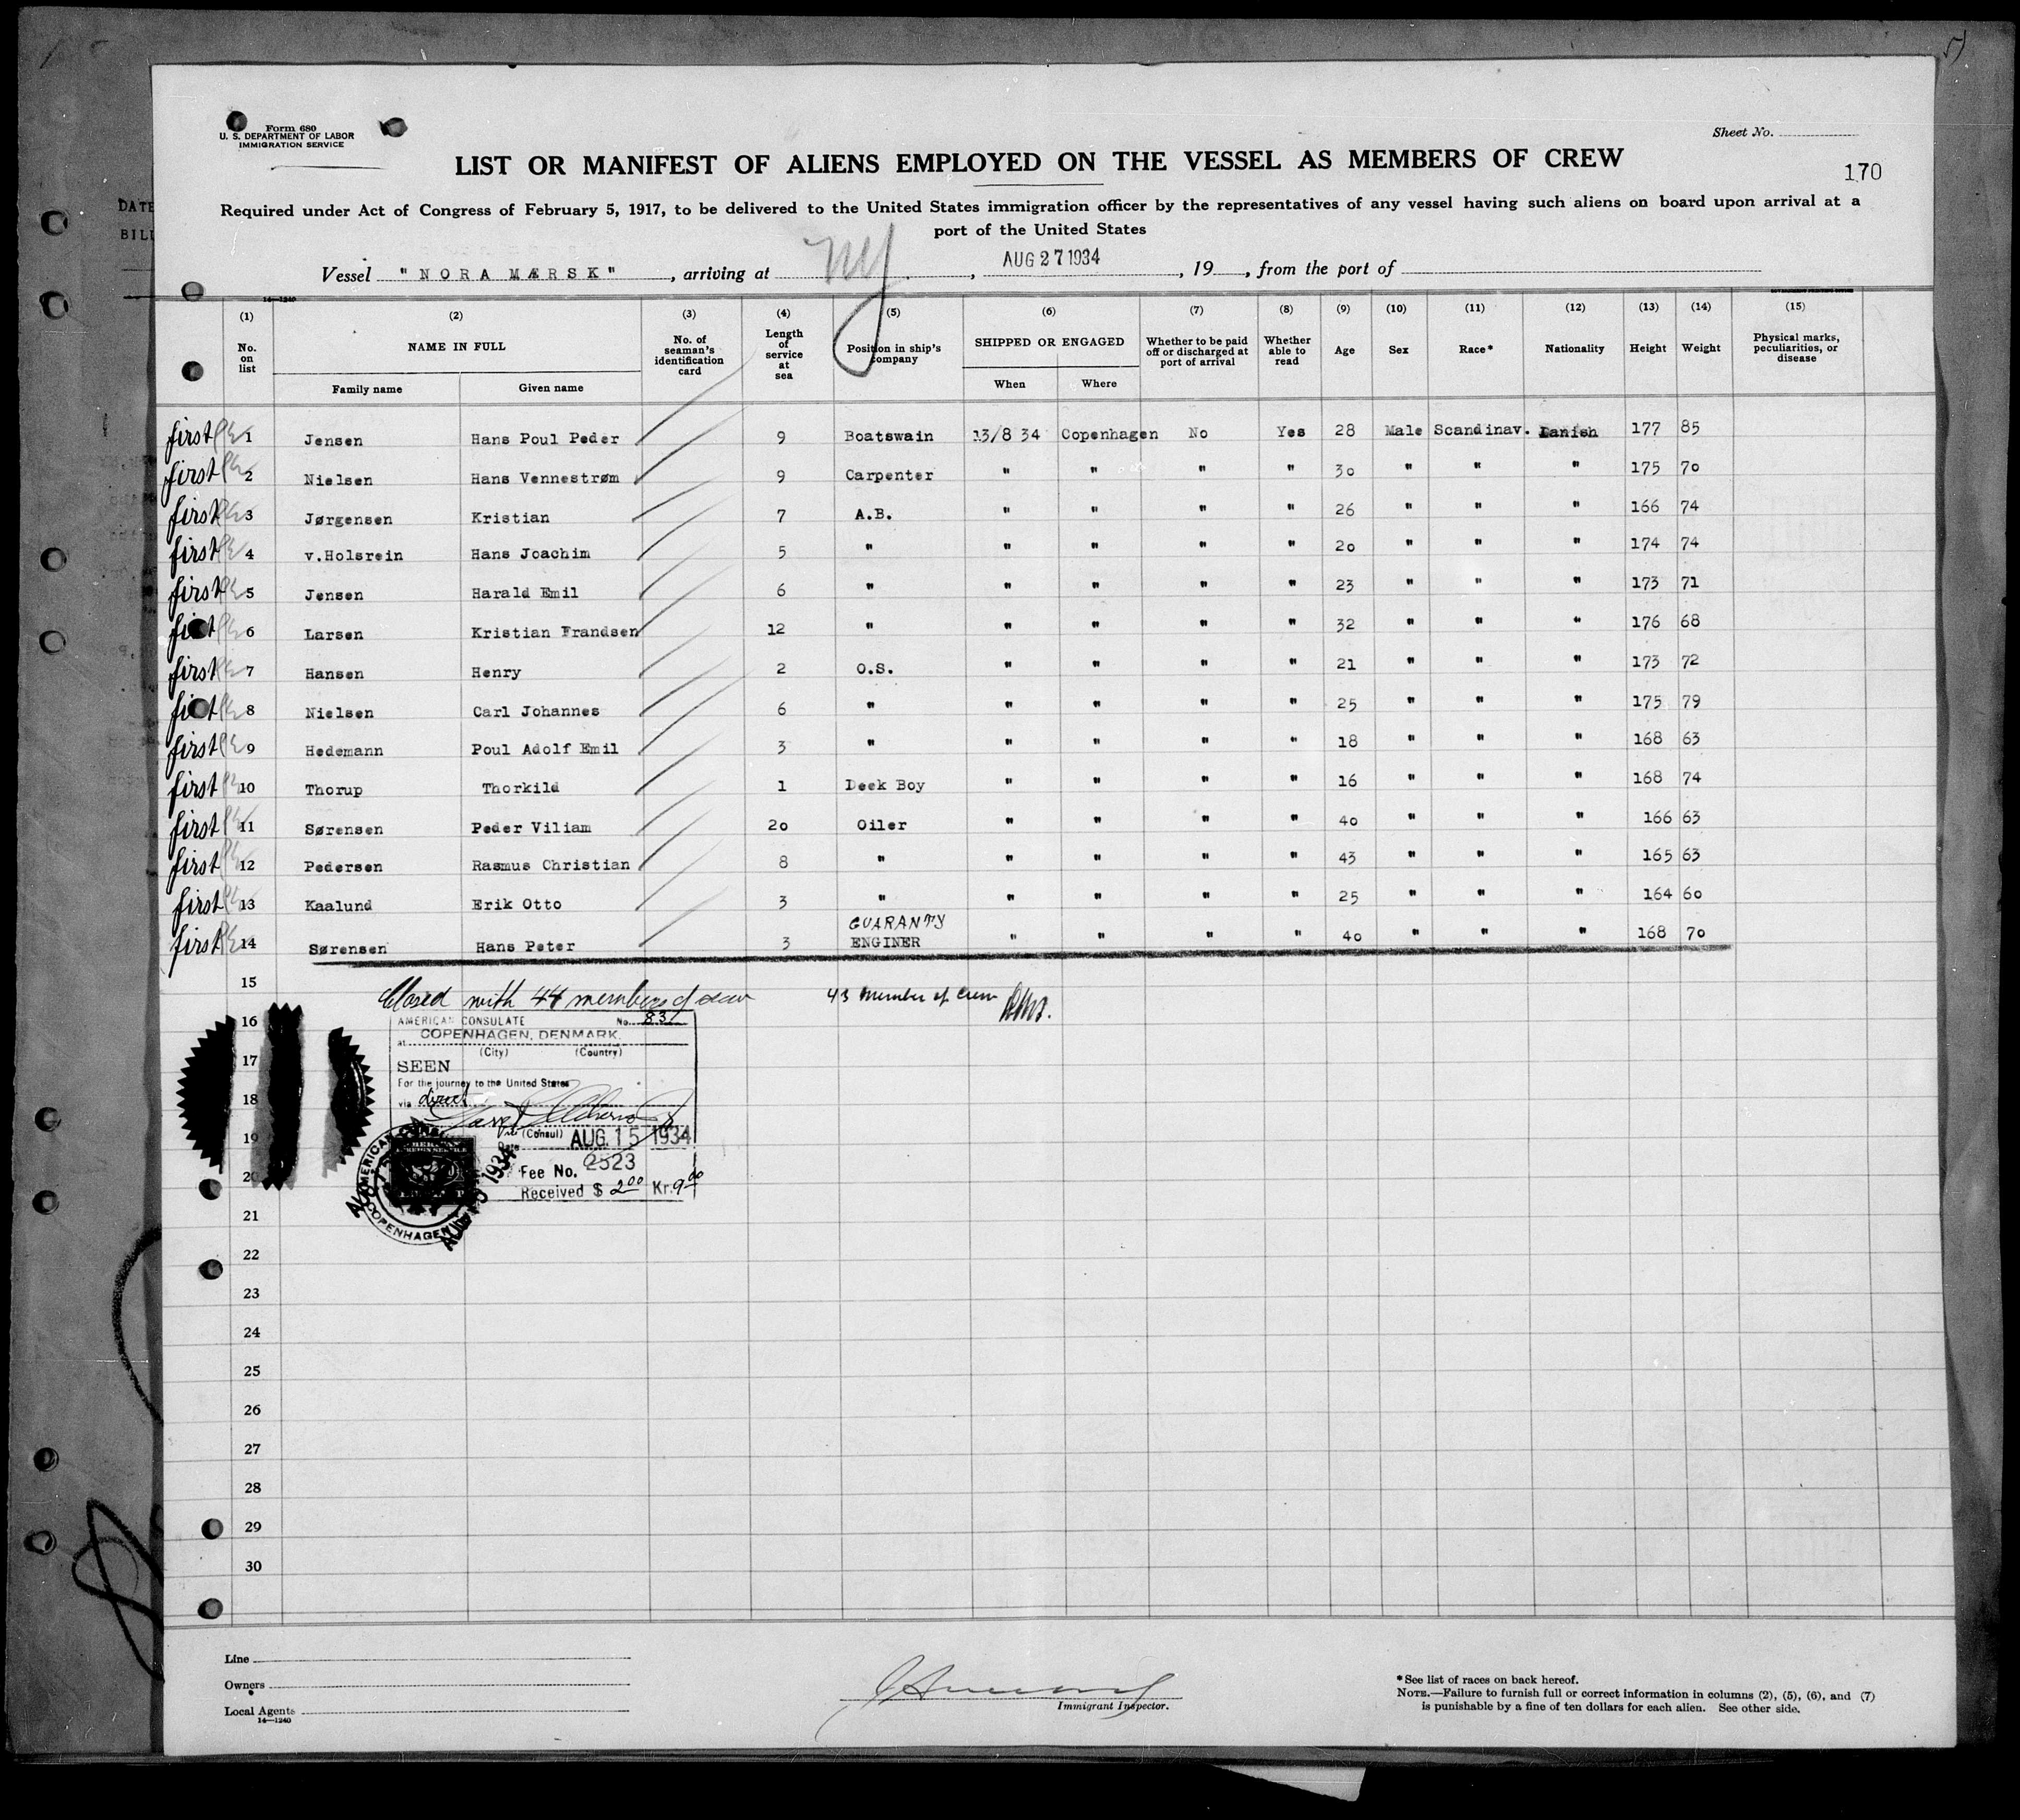 Form 680
U. S. DEPARTMENT OF LABOR
IMMIGRATION SERVICE
Sheet No.
LIST OR MANIFEST OF ALIENS EMPLOYED ON THE VESSEL AS MEMBERS OF CREW
170
DATE
Required under Act of Congress of February 5, 1917, to be delivered to the United States immigration officer by the representatives of any vessel having such aliens on board upon arrival at a
BILL
port of the United States
Vessel "NORA MÆRSK", arriving at NY, AUG 27 1934, 19, from the port of
14—1240
(1) (2) (3) (4) (5) (6) (7) (8) (9) (10) (11) (12) (13) (14) (15)
No. on list NAME IN FULL No. of seaman's identification card Length of service at sea Position in ship's company SHIPPED OR ENGAGED Whether to be paid off or discharged at port of arrival Whether able to read Age Sex Race* Nationality Height Weight Physical marks, peculiarities, or disease
Family name Given name When Where
first 1 Jensen Hans Poul Peder 9 Boatswain 13/8 34 Copenhagen No Yes 28 Male Scandinav. Danish 177 85
first 2 Nielsen Hans Vennestrøm 9 Carpenter " " " " 30 " " " 175 70
first 3 Jørgensen Kristian 7 A.B. " " " " 26 " " " 166 74
first 4 v.Holsrein Hans Joachim 5 " " " " " 20 " " " 174 74
first 5 Jensen Harald Emil 6 " " " " " 23 " " " 173 71
first 6 Larsen Kristian Frandsen 12 " " " " " 32 " " " 176 68
first 7 Hansen Henry 2 O.S. " " " " 21 " " " 173 72
first 8 Nielsen Carl Johannes 6 " " " " " 25 " " " 175 79
first 9 Hedemann Poul Adolf Emil 3 " " " " " 18 " " " 168 63
first 10 Thorup Thorkild 1 Deek Boy " " " " 16 " " " 168 74
first 11 Sørensen Peder Viliam 20 Oiler " " " " 40 " " " 166 63
first 12 Pedersen Rasmus Christian 8 " " " " " 43 " " " 165 63
first 13 Kaalund Erik Otto 3 " " " " " 25 " " " 164 60
first 14 Sørensen Hans Peter 3 GUARANTY ENGINER " " " " 40 " " " 168 70
15
Closed with 44 members of crew 43 Member of Crew
16
AMERICAN CONSULATE No. 837
at COPENHAGEN, DENMARK.
(City) (Country)
17
SEEN
For the journey to the United States
18
via direct
19
(Consul) AUG. 15 1934
Date
20
Fee No. 2523
Received $ 2.00 Kr. 9.00
AMERICAN
COPENHAGEN
21
22
23
24
25
26
27
28
29
30
Line
Owners
Local Agents
14—1240
Immigrant Inspector.
* See list of races on back hereof.
NOTE.—Failure to furnish full or correct information in columns (2), (5), (6), and (7)
is punishable by a fine of ten dollars for each alien. See other side.